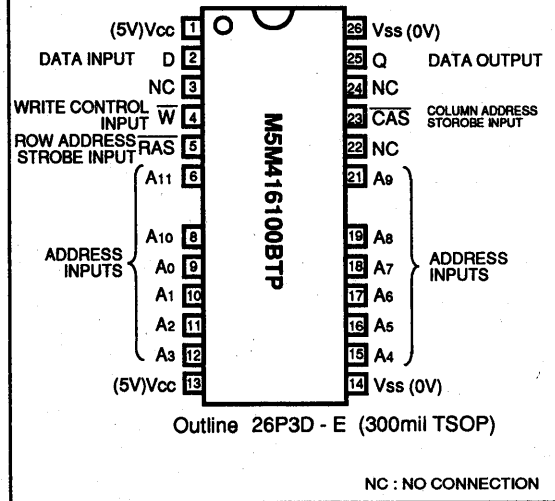 (5V)Vcc 1 26 Vss (0V)
DATA INPUT D 2 25 Q DATA OUTPUT
NC 3 24 NC
WRITE CONTROL INPUT W̅ 4 23 C̅A̅S̅ COLUMN ADDRESS STOROBE INPUT
ROW ADDRESS STROBE INPUT R̅A̅S̅ 5 22 NC
A11 6 21 A9
A10 8 19 A8
ADDRESS INPUTS A0 9 18 A7 ADDRESS INPUTS
A1 10 17 A6
A2 11 16 A5
A3 12 15 A4
(5V)Vcc 13 14 Vss (0V)
M5M416100BTP
Outline 26P3D - E (300mil TSOP)
NC : NO CONNECTION